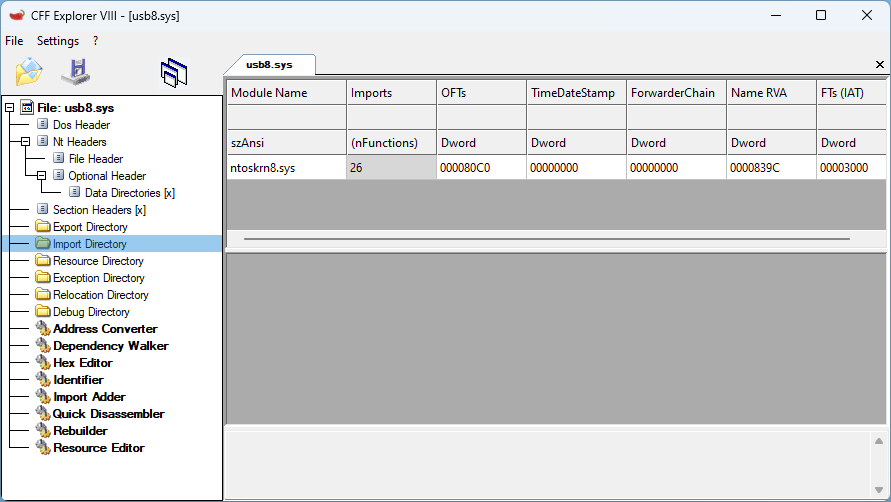 CFF Explorer VIII - [usb8.sys]
File Settings ?
usb8.sys
File: usb8.sys
Dos Header
Nt Headers
File Header
Optional Header
Data Directories [x]
Section Headers [x]
Export Directory
Import Directory
Resource Directory
Exception Directory
Relocation Directory
Debug Directory
Address Converter
Dependency Walker
Hex Editor
Identifier
Import Adder
Quick Disassembler
Rebuilder
Resource Editor
Module Name Imports OFTs TimeDateStamp ForwarderChain Name RVA FTs (IAT)
szAnsi (nFunctions) Dword Dword Dword Dword Dword
ntoskrn8.sys 26 000080C0 00000000 00000000 0000839C 00003000